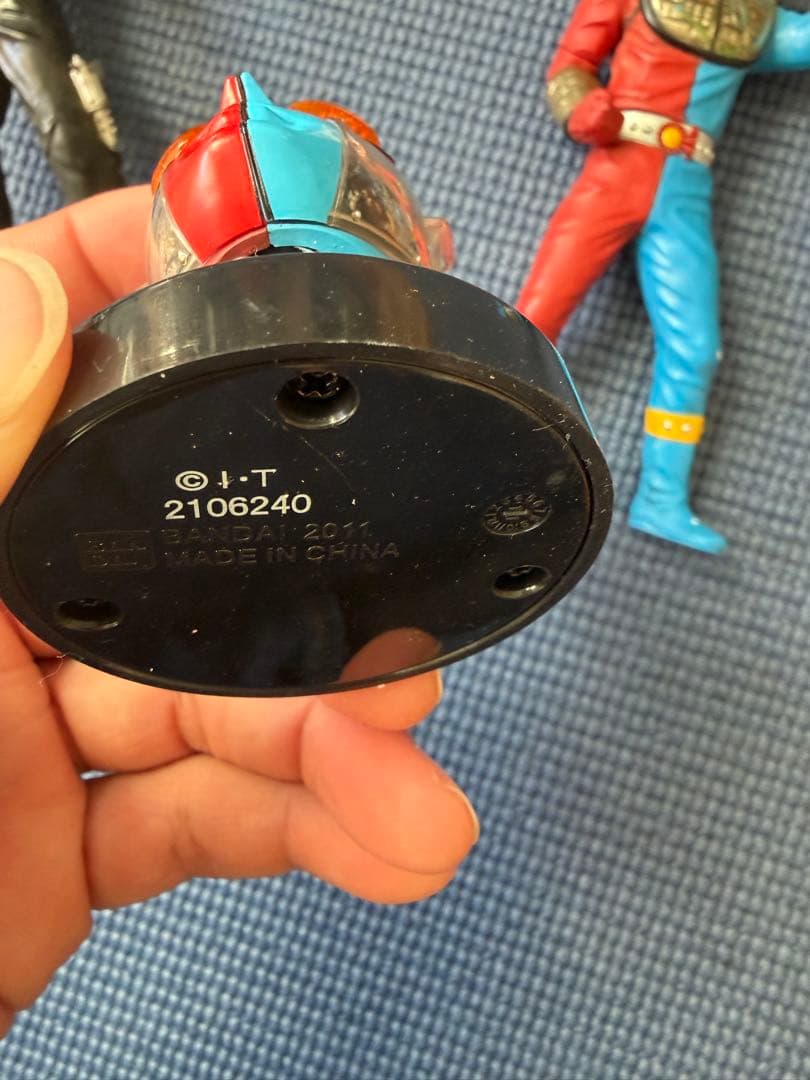 © I・T
2106240
BANDAI 2011
MADE IN CHINA